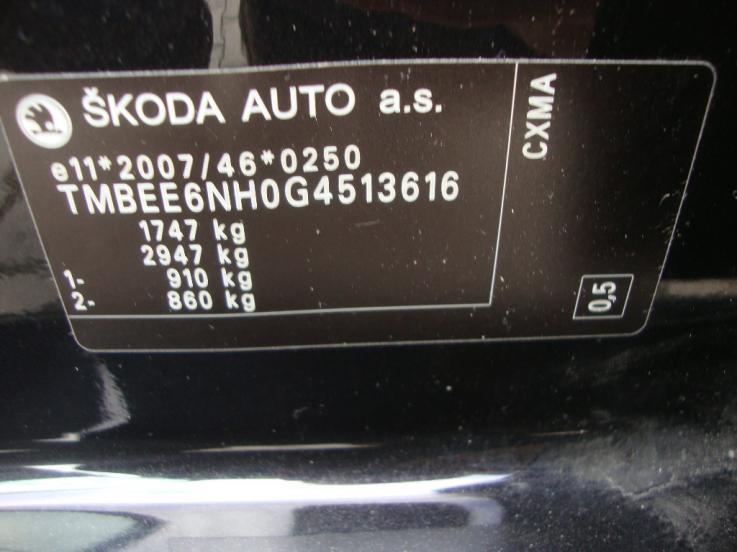 ŠKODA AUTO a.s.
e11*2007/46*0250
TMBEE6NH0G4513616
1747 kg
2947 kg
1- 910 kg
2- 860 kg
CXMA
0,5